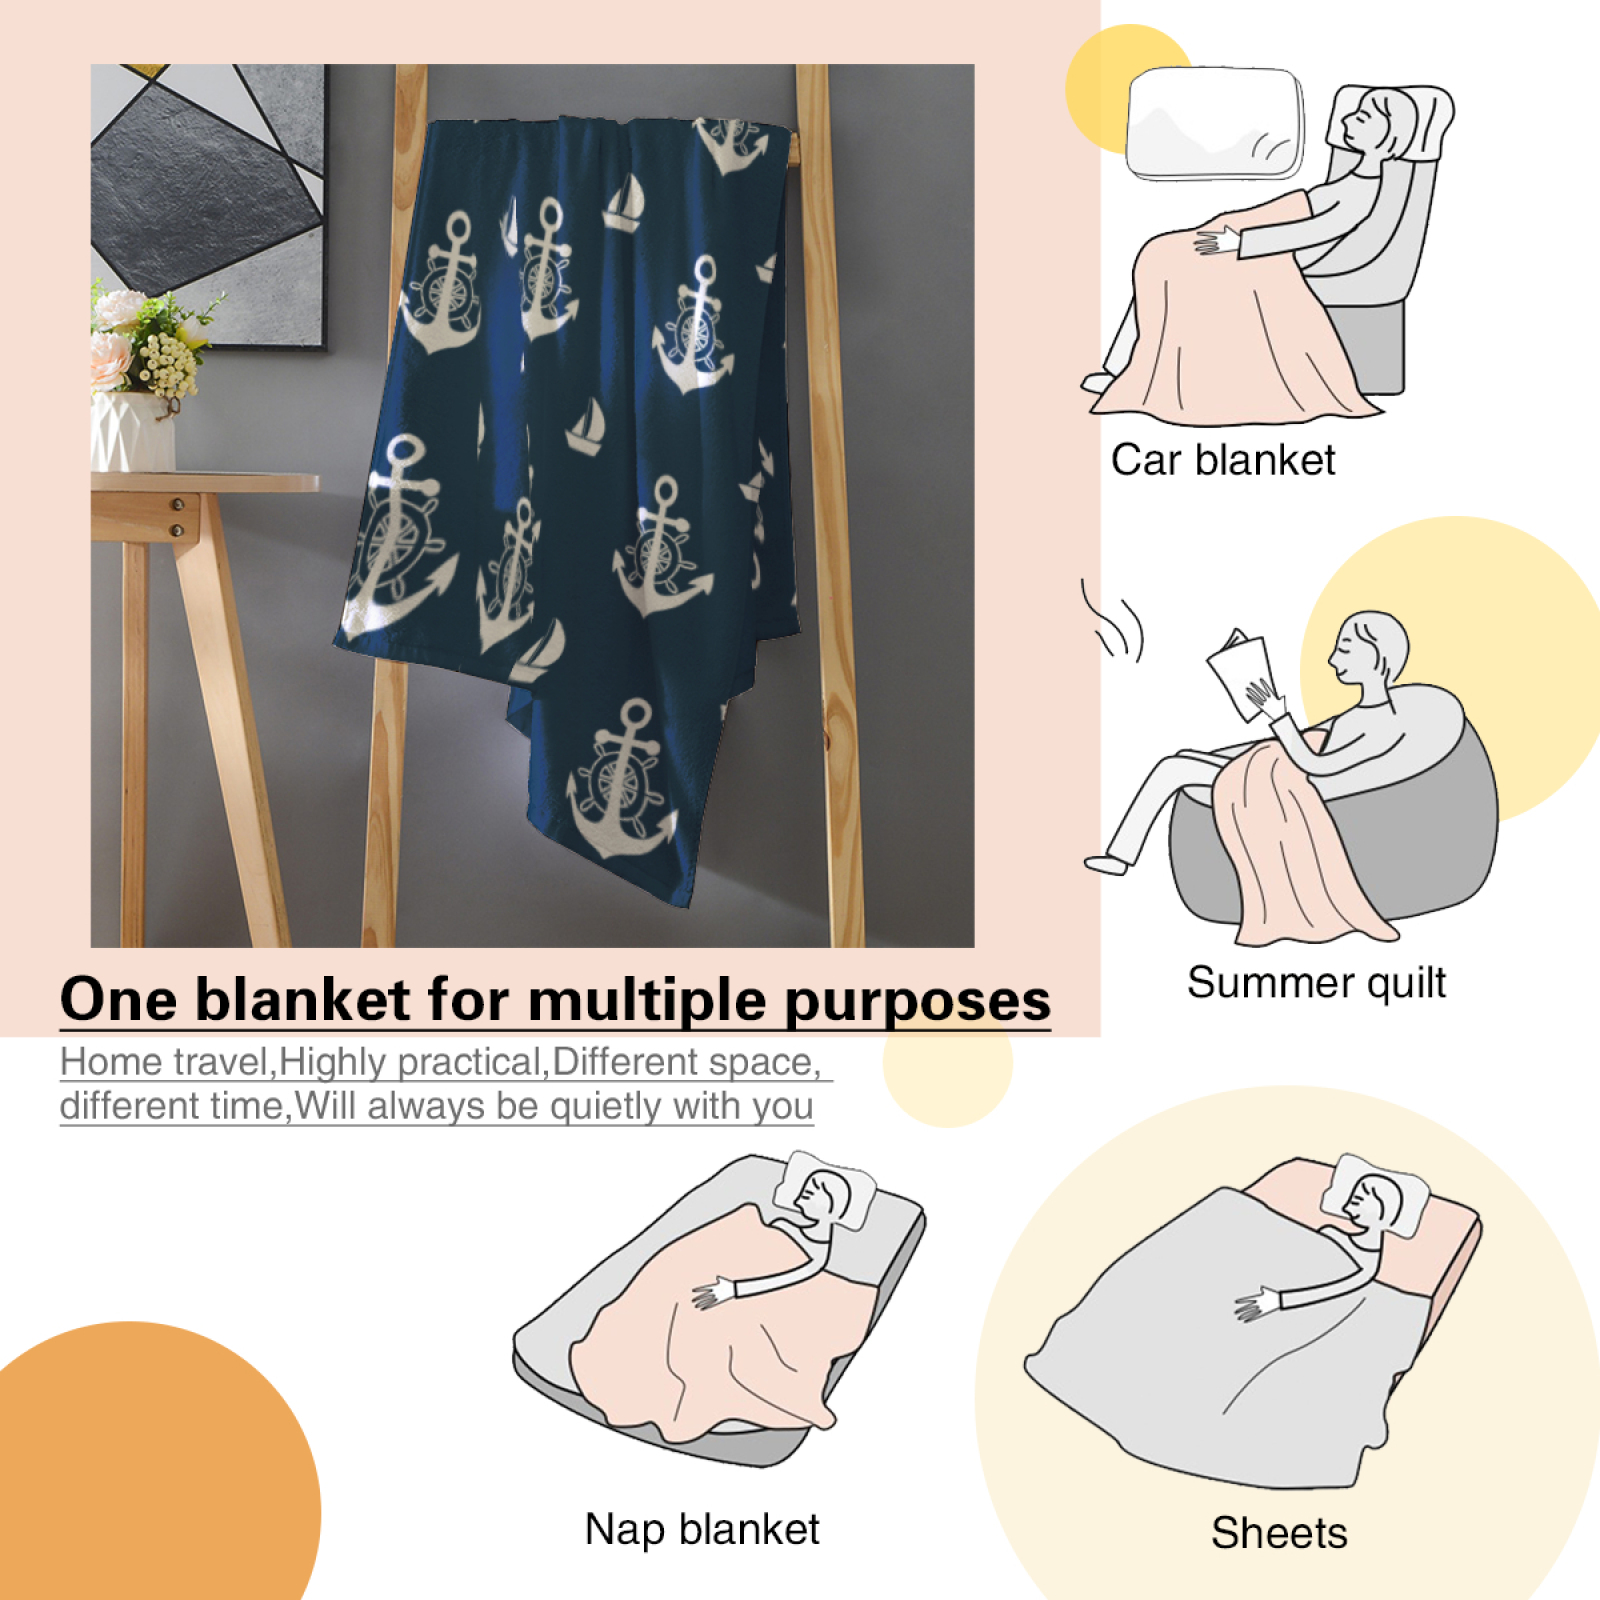 Car blanket
Summer quilt
One blanket for multiple purposes
Home travel,Highly practical,Different space,
different time,Will always be quietly with you
Nap blanket
Sheets